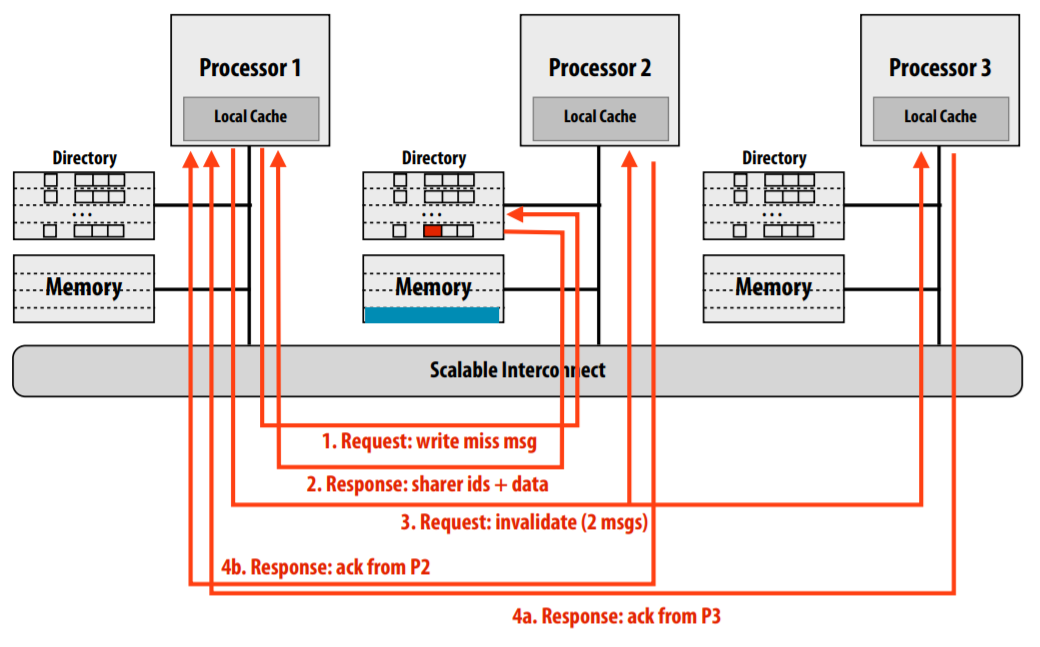 Processor 1
Local Cache
Processor 2
Local Cache
Processor 3
Local Cache
Directory
...
Memory
Directory
...
Memory
Directory
...
Memory
Scalable Interconnect
1. Request: write miss msg
2. Response: sharer ids + data
3. Request: invalidate (2 msgs)
4b. Response: ack from P2
4a. Response: ack from P3